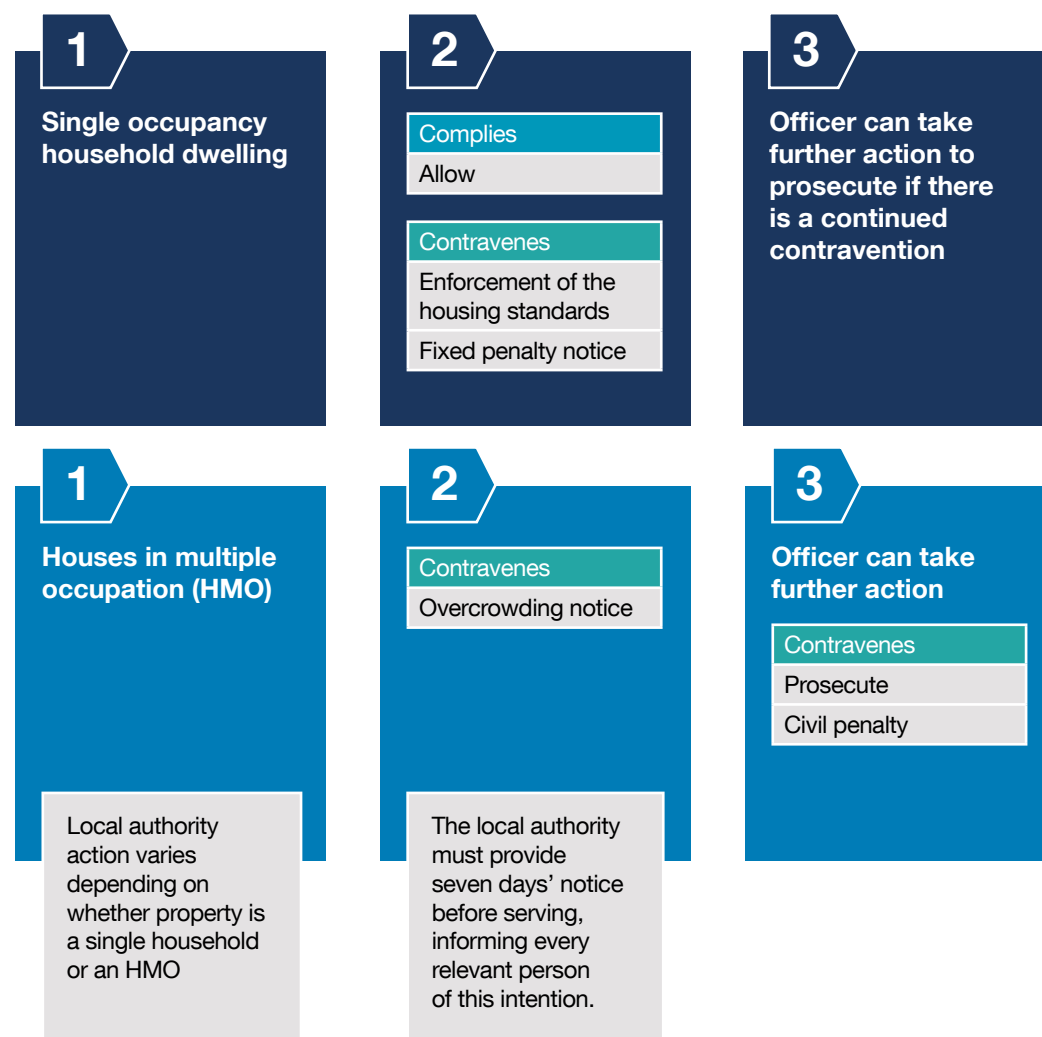 1
Single occupancy
household dwelling
2
Complies
Allow
Contravenes
Enforcement of the
housing standards
Fixed penalty notice
3
Officer can take
further action to
prosecute if there
is a continued
contravention
1
Houses in multiple
occupation (HMO)
Local authority
action varies
depending on
whether property is
a single household
or an HMO
2
Contravenes
Overcrowding notice
The local authority
must provide
seven days’ notice
before serving,
informing every
relevant person
of this intention.
3
Officer can take
further action
Contravenes
Prosecute
Civil penalty